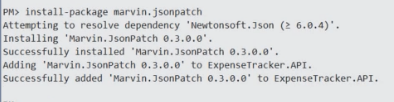 PM> install-package marvin.jsonpatch
Attempting to resolve dependency 'Newtonsoft.Json (≥ 6.0.4)'.
Installing 'Marvin.JsonPatch 0.3.0.0'.
Successfully installed 'Marvin.JsonPatch 0.3.0.0'.
Adding 'Marvin.JsonPatch 0.3.0.0' to ExpenseTracker.API.
Successfully added 'Marvin.JsonPatch 0.3.0.0' to ExpenseTracker.API.